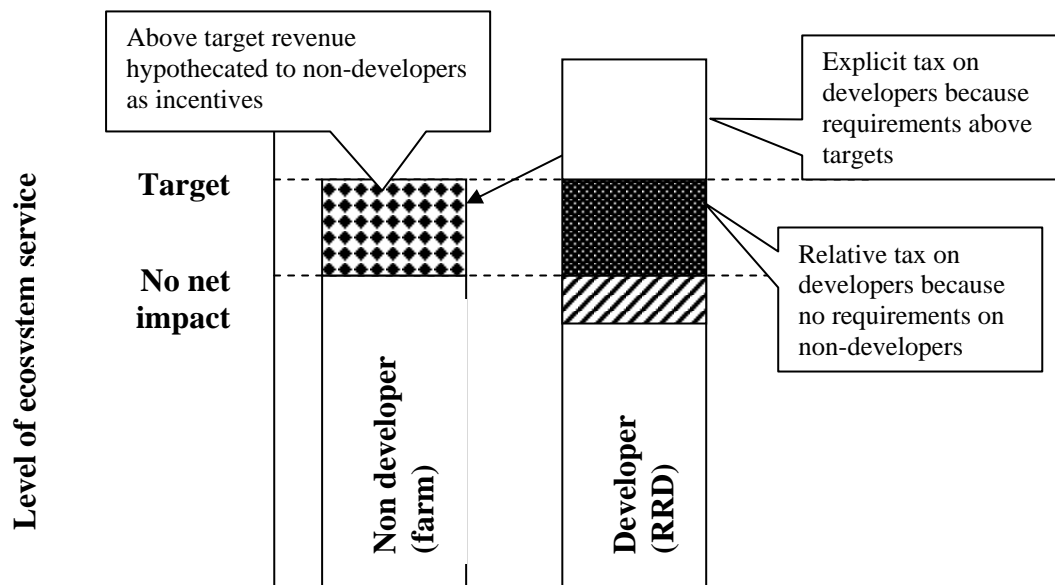 Above target revenue
hypothecated to non-developers
as incentives
Explicit tax on
developers because
requirements above
targets
Target
No net
impact
Relative tax on
developers because
no requirements on
non-developers
Level of ecosystem service
Non developer
(farm)
Developer
(RRD)